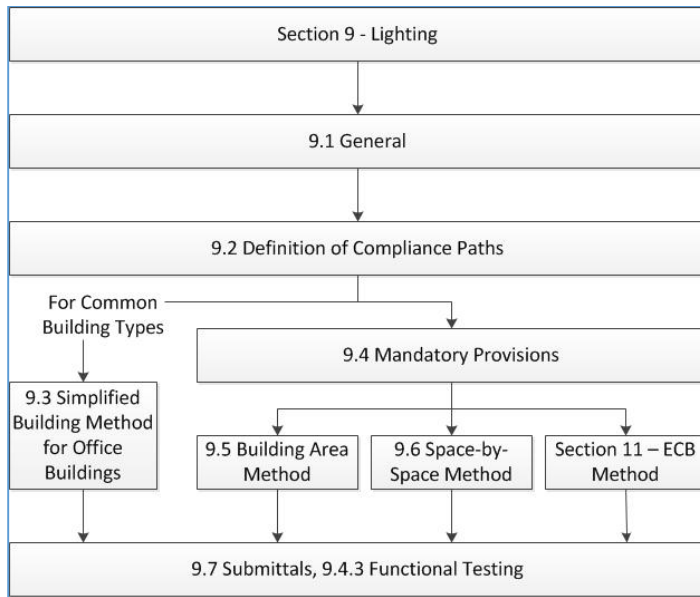 Section 9 - Lighting
9.1 General
9.2 Definition of Compliance Paths
For Common
Building Types
9.4 Mandatory Provisions
9.3 Simplified
Building Method
for Office
Buildings
9.5 Building Area
Method
9.6 Space-by-
Space Method
Section 11 – ECB
Method
9.7 Submittals, 9.4.3 Functional Testing